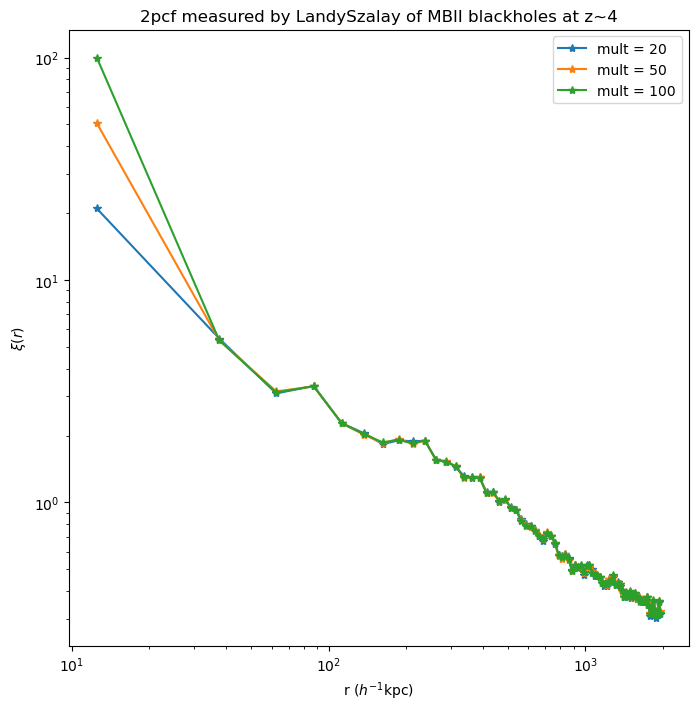 2pcf measured by LandySzalay of MBII blackholes at z~4
mult = 20
mult = 50
mult = 100
10²
10¹
10⁰
ξ(r)
10¹
10²
10³
r (h⁻¹kpc)